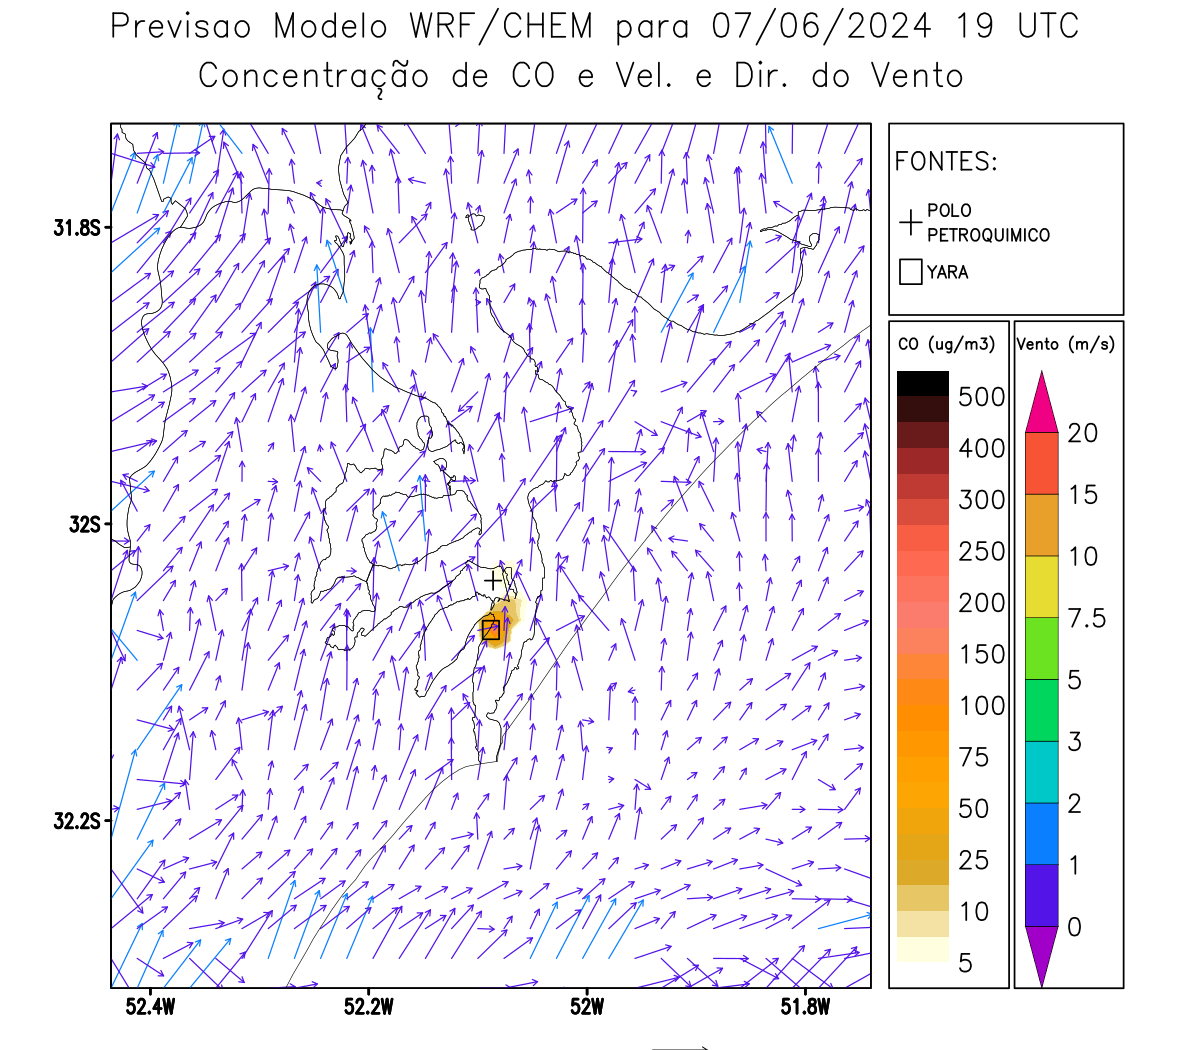 Previsao Modelo WRF/CHEM para 07/06/2024 19 UTC
Concentração de CO e Vel. e Dir. do Vento
FONTES:
POLO
PETROQUIMICO
YARA
CO (ug/m3)
500
400
300
250
200
150
100
75
50
25
10
5
Vento (m/s)
20
15
10
7.5
5
3
2
1
0
31.8S
32S
32.2S
52.4W
52.2W
52W
51.8W